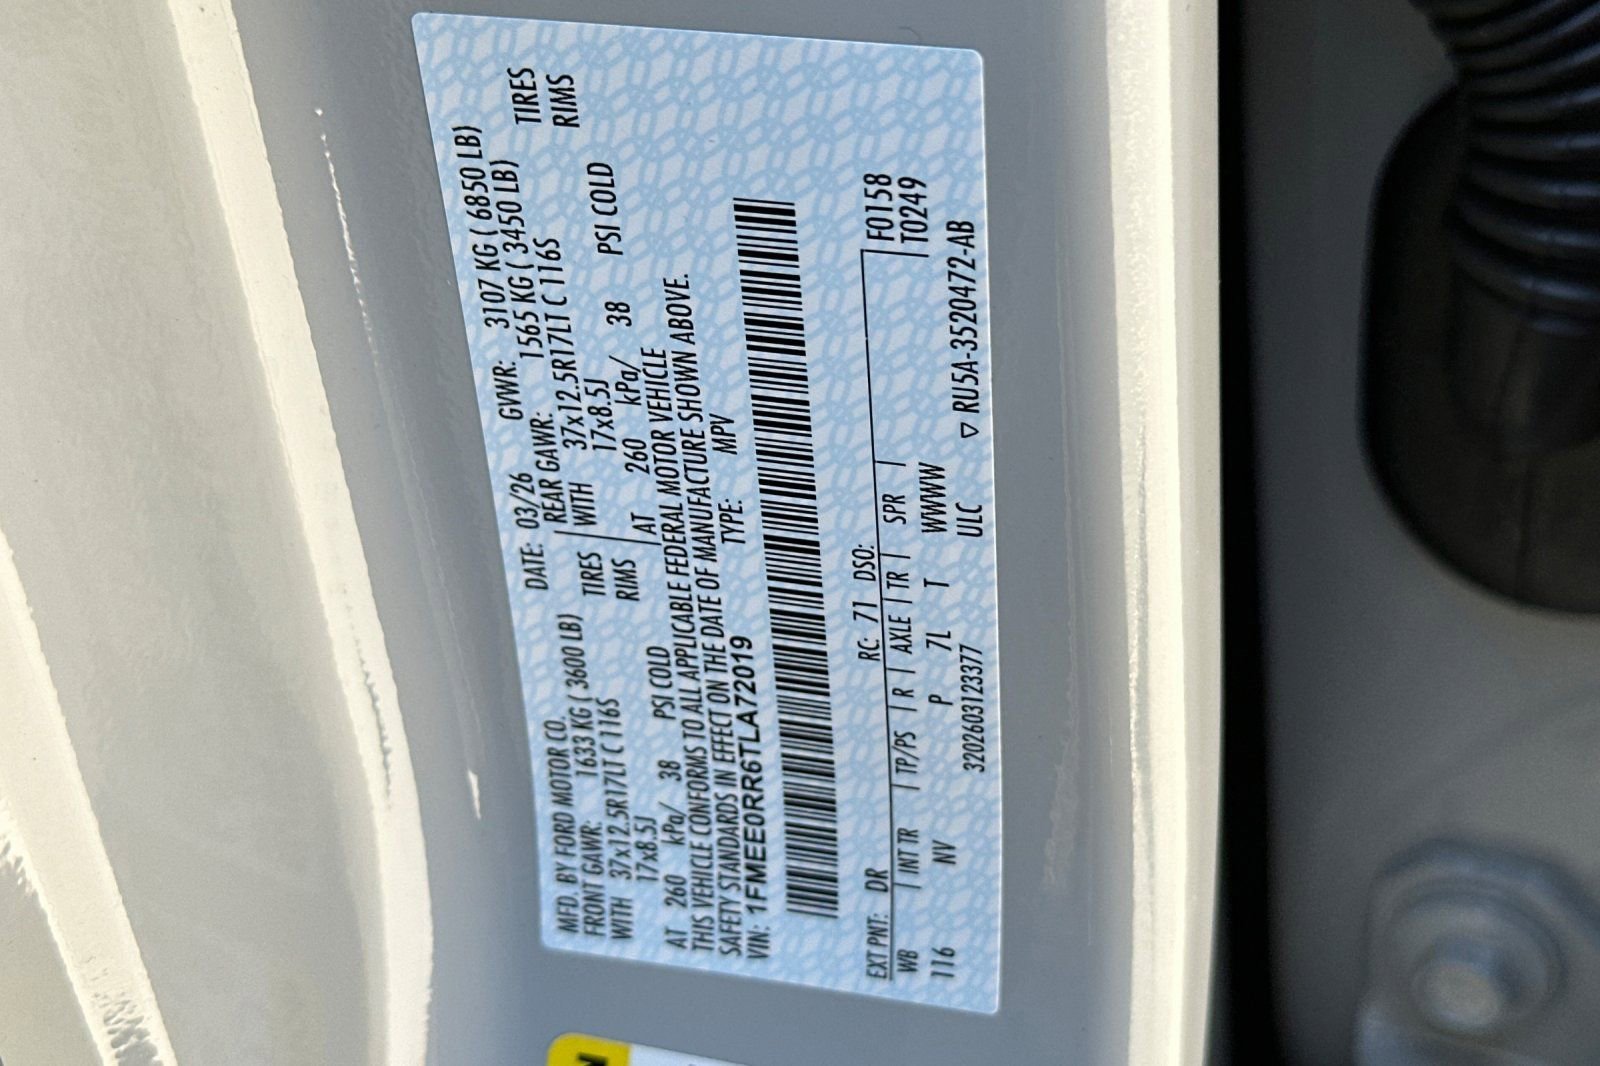 MFD. BY FORD MOTOR CO. DATE: 03/26 GVWR: 3107 KG ( 6850 LB)
FRONT GAWR: 1633 KG ( 3600 LB) REAR GAWR: 1565 KG ( 3450 LB)
WITH 37x12.5R17LT C 116S TIRES WITH 37x12.5R17LT C 116S TIRES
17x8.5J RIMS 17x8.5J RIMS
AT 260 kPa/ 38 PSI COLD AT 260 kPa/ 38 PSI COLD
THIS VEHICLE CONFORMS TO ALL APPLICABLE FEDERAL MOTOR VEHICLE
SAFETY STANDARDS IN EFFECT ON THE DATE OF MANUFACTURE SHOWN ABOVE.
VIN: 1FMEE0RR6TLA72019 TYPE: MPV
EXT PNT: DR RC: 71 DSO: F0158
WB INT TR TP/PS R AXLE TR SPR T0249
116 NV P 7L T WWWW
3202603123377 ULC ▽ RU5A-3520472-AB